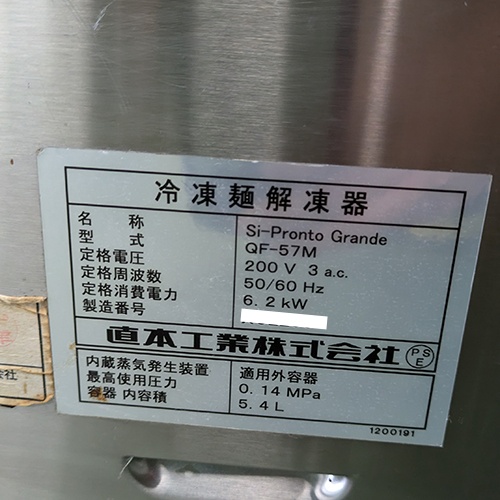 冷凍麺解凍器
名称 Si-Pronto Grande
型式 QF-57M
定格電圧 200 V 3 a.c.
定格周波数 50/60 Hz
定格消費電力 6.2 kW
製造番号
直本工業株式会社 PSE
内蔵蒸気発生装置 適用外容器
最高使用圧力 0.14 MPa
容器 内容積 5.4 L
1200191